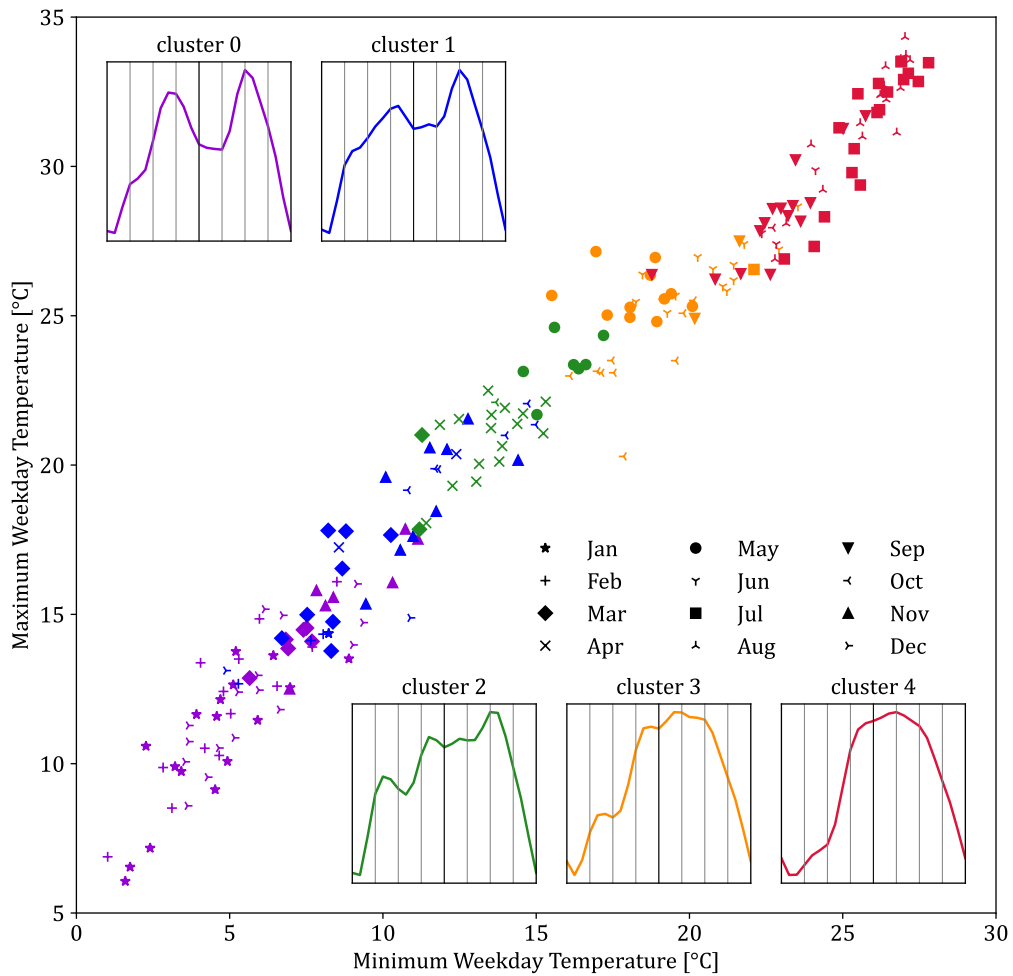 35
30
25
20
15
10
5
Maximum Weekday Temperature [°C]
cluster 0
cluster 1
Jan
Feb
Mar
Apr
May
Jun
Jul
Aug
Sep
Oct
Nov
Dec
cluster 2
cluster 3
cluster 4
0
5
10
15
20
25
30
Minimum Weekday Temperature [°C]